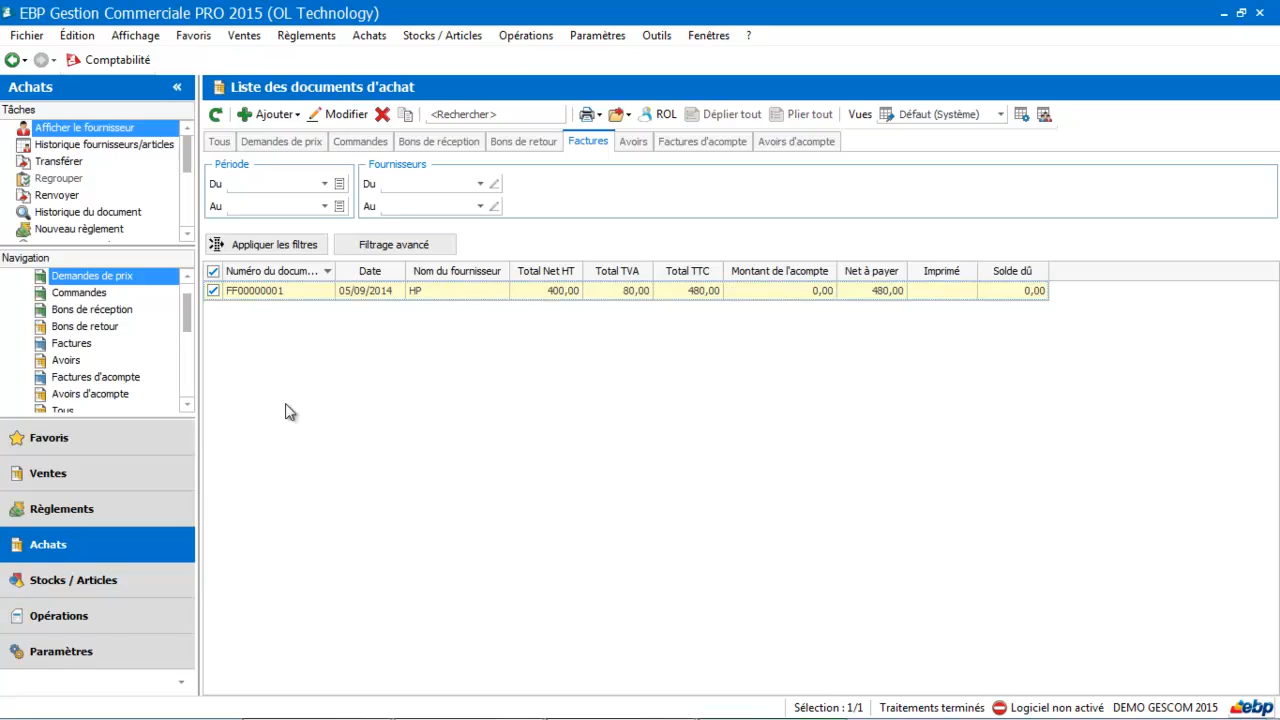 EBP Gestion Commerciale PRO 2015 (OL Technology)
Fichier Édition Affichage Favoris Ventes Règlements Achats Stocks / Articles Opérations Paramètres Outils Fenêtres ?
Comptabilité
Achats «
Tâches
Afficher le fournisseur
Historique fournisseurs/articles
Transférer
Regrouper
Renvoyer
Historique du document
Nouveau règlement
Navigation
Demandes de prix
Commandes
Bons de réception
Bons de retour
Factures
Avoirs
Factures d'acompte
Avoirs d'acompte
Tous
Favoris
Ventes
Règlements
Achats
Stocks / Articles
Opérations
Paramètres
Liste des documents d'achat
Ajouter Modifier <Rechercher> ROL Déplier tout Plier tout Vues Défaut (Système)
Tous Demandes de prix Commandes Bons de réception Bons de retour Factures Avoirs Factures d'acompte Avoirs d'acompte
Période Fournisseurs
Du Du
Au Au
Appliquer les filtres Filtrage avancé
Numéro du docum... Date Nom du fournisseur Total Net HT Total TVA Total TTC Montant de l'acompte Net à payer Imprimé Solde dû
FF00000001 05/09/2014 HP 400,00 80,00 480,00 0,00 480,00 0,00
Sélection : 1/1 Traitements terminés Logiciel non activé DEMO GESCOM 2015 ebp